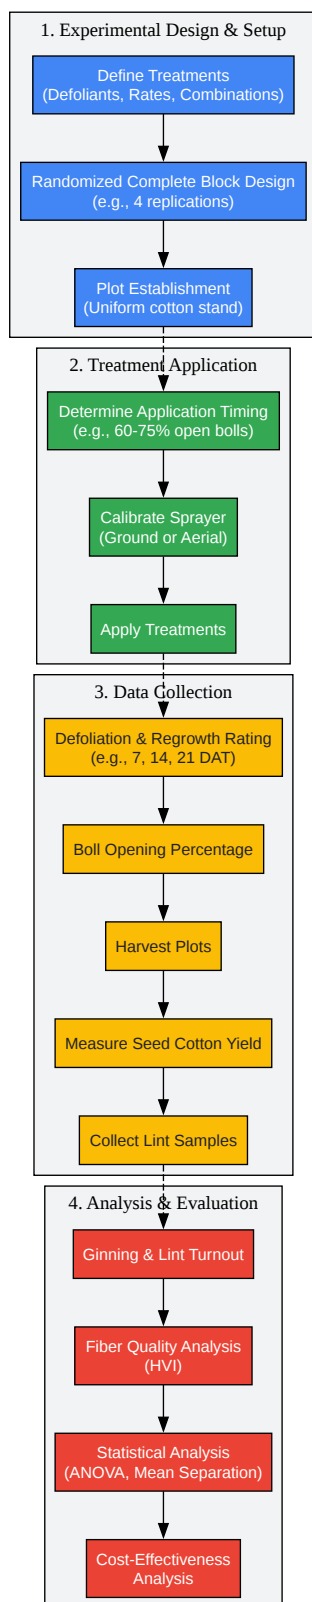 1. Experimental Design & Setup
Define Treatments
(Defoliants, Rates, Combinations)
Randomized Complete Block Design
(e.g., 4 replications)
Plot Establishment
(Uniform cotton stand)
2. Treatment Application
Determine Application Timing
(e.g., 60-75% open bolls)
Calibrate Sprayer
(Ground or Aerial)
Apply Treatments
3. Data Collection
Defoliation & Regrowth Rating
(e.g., 7, 14, 21 DAT)
Boll Opening Percentage
Harvest Plots
Measure Seed Cotton Yield
Collect Lint Samples
4. Analysis & Evaluation
Ginning & Lint Turnout
Fiber Quality Analysis
(HVI)
Statistical Analysis
(ANOVA, Mean Separation)
Cost-Effectiveness
Analysis